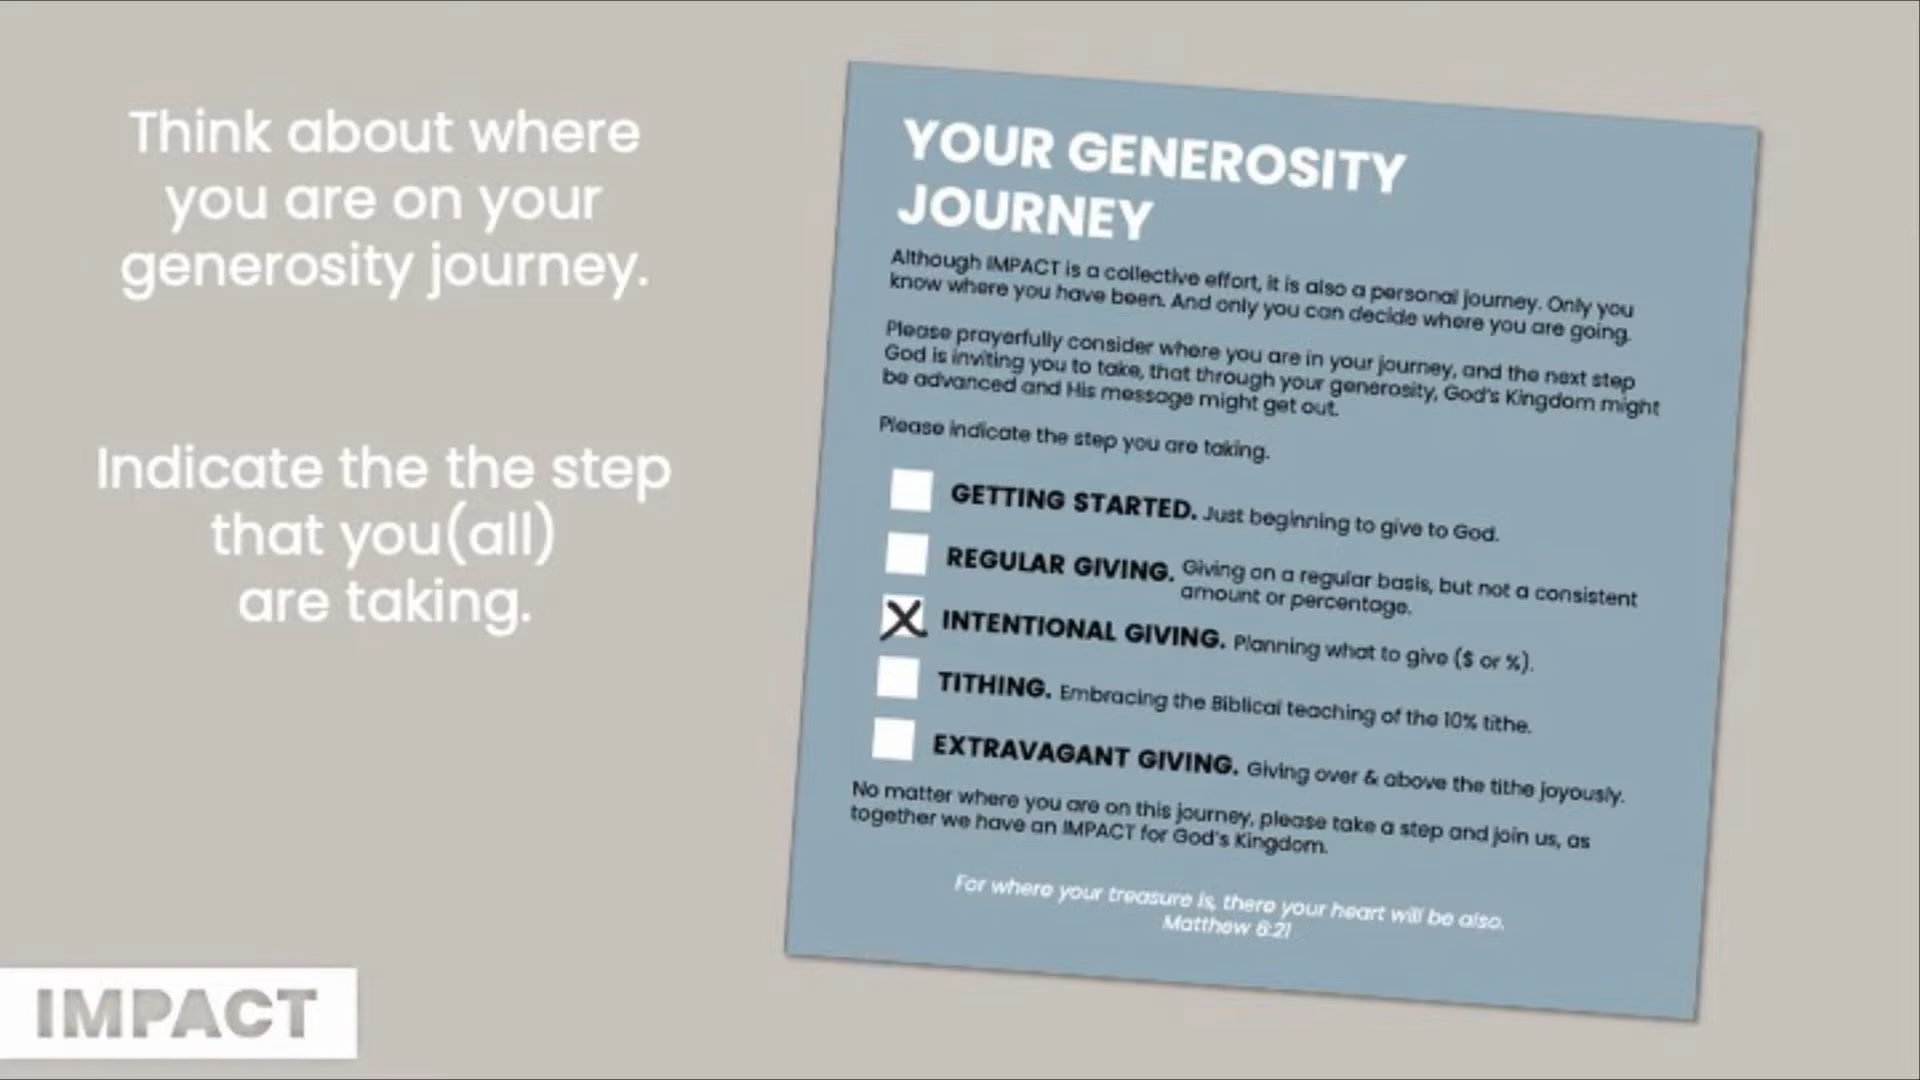 Think about where
you are on your
generosity journey.
Indicate the the step
that you(all)
are taking.
YOUR GENEROSITY
JOURNEY
Although IMPACT is a collective effort, it is also a personal journey. Only you
know where you have been. And only you can decide where you are going.
Please prayerfully consider where you are in your journey, and the next step
God is inviting you to take, that through your generosity, God's Kingdom might
be advanced and His message might get out.
Please indicate the step you are taking.
GETTING STARTED. Just beginning to give to God.
REGULAR GIVING. Giving on a regular basis, but not a consistent
amount or percentage.
X INTENTIONAL GIVING. Planning what to give ($ or %).
TITHING. Embracing the Biblical teaching of the 10% tithe.
EXTRAVAGANT GIVING. Giving over & above the tithe joyously.
No matter where you are on this journey, please take a step and join us, as
together we have an IMPACT for God's Kingdom.
For where your treasure is, there your heart will be also.
Matthew 6:21
IMPACT